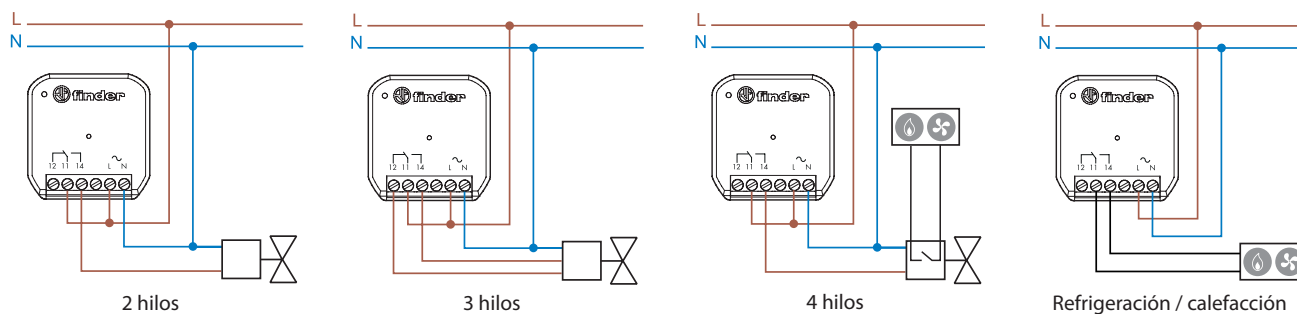 L
N
finder
12 11 14 L N
2 hilos
L
N
finder
12 11 14 L N
3 hilos
L
N
finder
12 11 14 L N
4 hilos
L
N
finder
12 11 14 L N
Refrigeración / calefacción